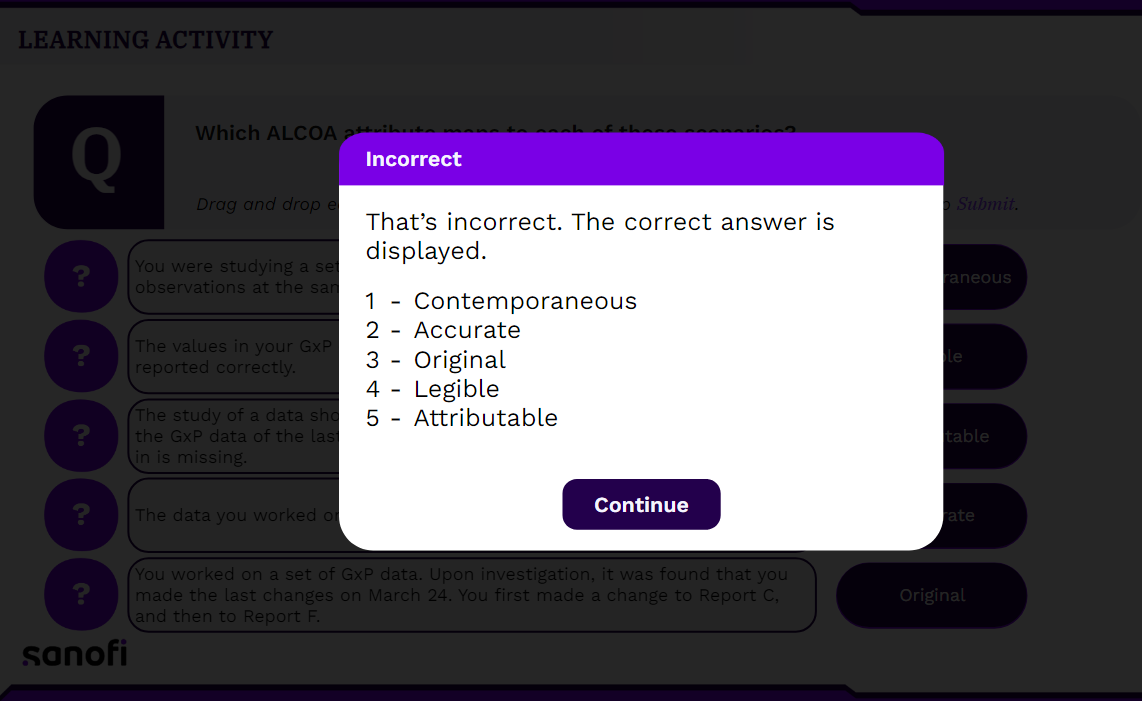 LEARNING ACTIVITY
Q
Which ALCOA attribute maps to each of these scenarios?
Incorrect
That's incorrect. The correct answer is
displayed.
1 - Contemporaneous
2 - Accurate
3 - Original
4 - Legible
5 - Attributable
Continue
Drag and drop
Submit.
?
You were studying a set
observations at the
raneous
?
The values in your GxP
reported correctly.
le
?
The study of a data
the GxP data of the last
in is missing.
table
?
The data you worked
rate
?
You worked on a set of GxP data. Upon investigation, it was found that you
made the last changes on March 24. You first made a change to Report C,
and then to Report F.
Original
sanofi